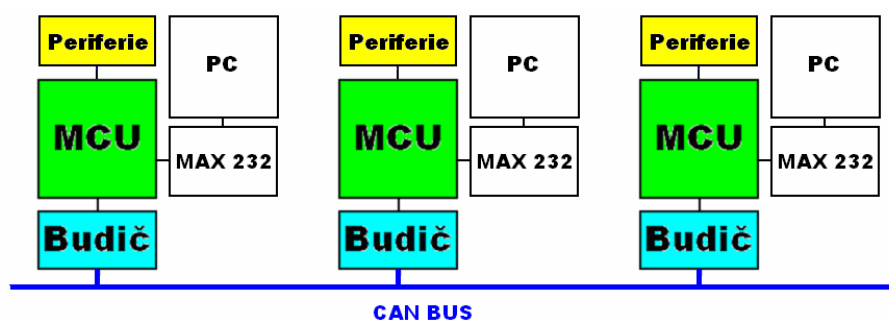 Periferie
PC
MCU
MAX 232
Budič
Periferie
PC
MCU
MAX 232
Budič
Periferie
PC
MCU
MAX 232
Budič
CAN BUS